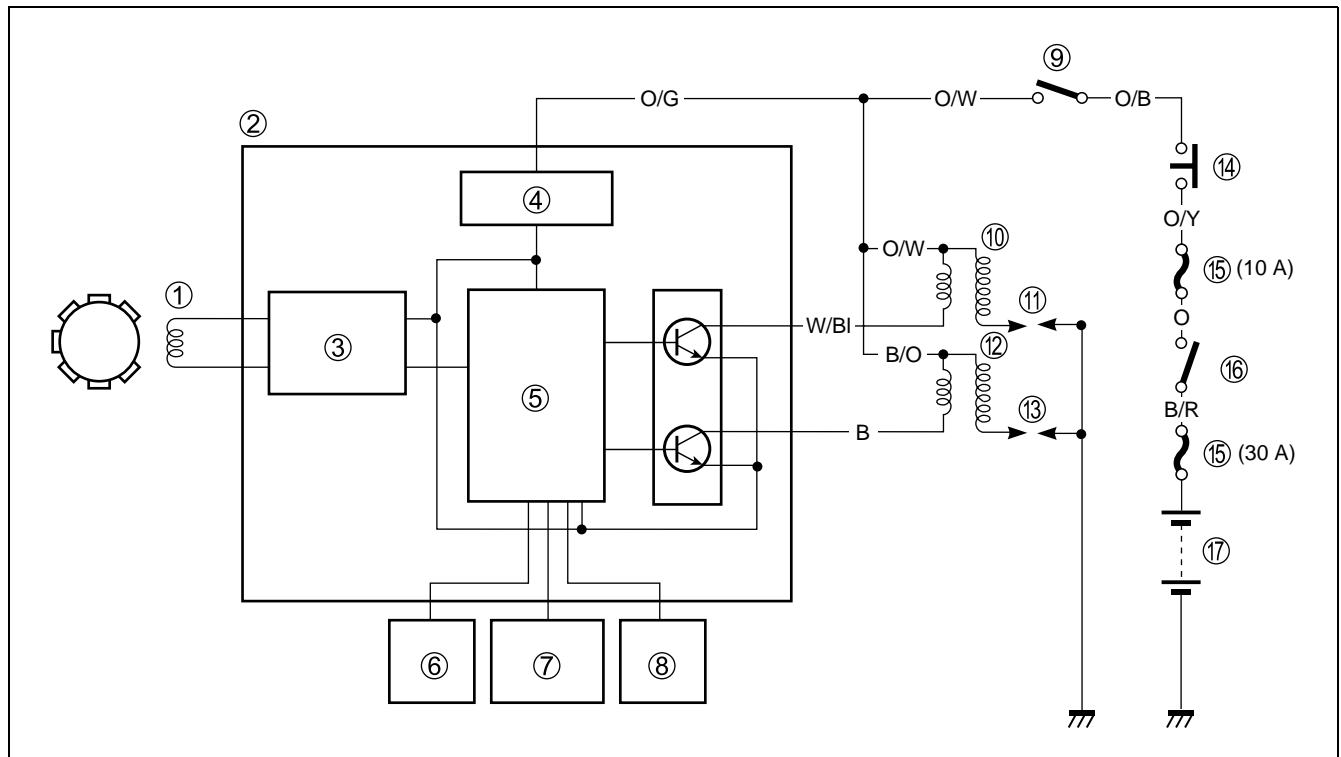 ⑨
O/G
O/W
O/B
②
⑭
④
O/Y
O/W
⑩
①
⑮ (10 A)
⑪
③
W/Bl
O
B/O
⑫
⑯
⑤
⑬
B/R
B
⑮ (30 A)
⑰
⑥
⑦
⑧